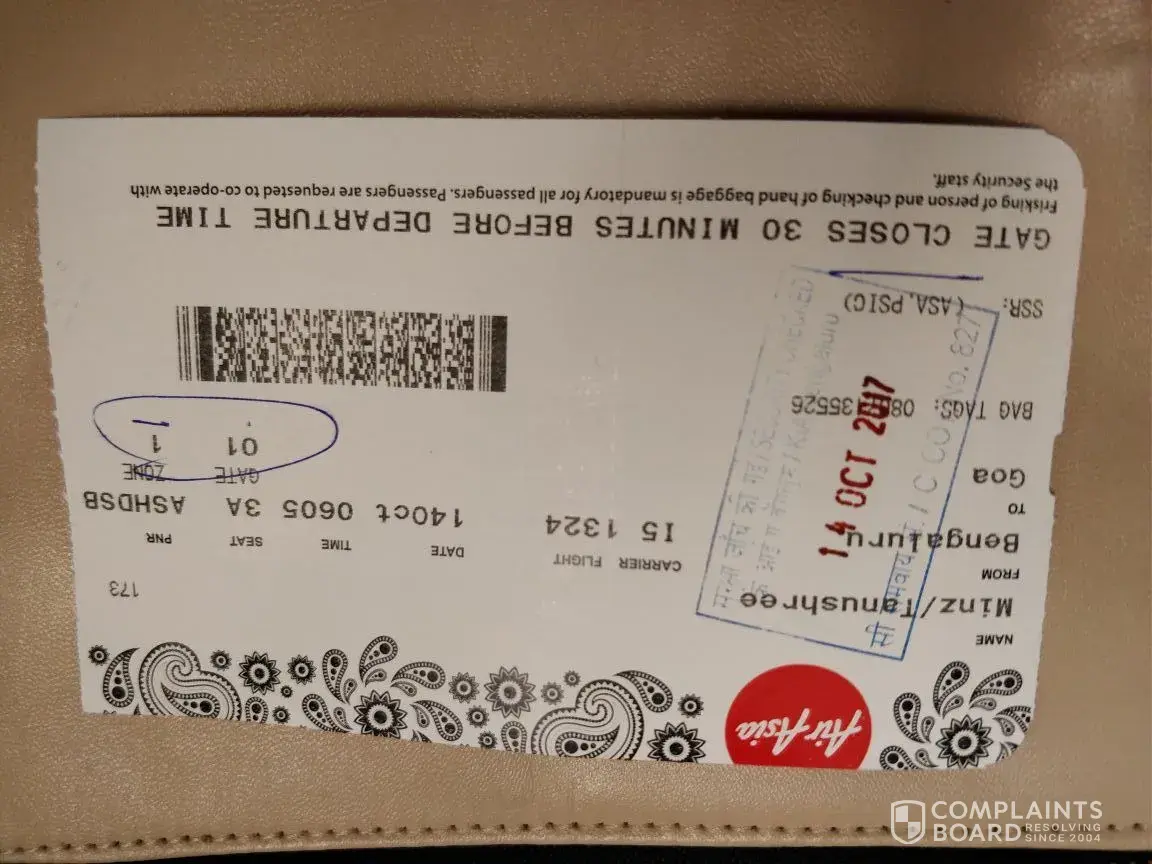 AirAsia
173
NAME
Minz/Tanushree
FROM
Bengaluru
TO
Goa
CARRIER FLIGHT DATE TIME SEAT PNR
I5 1324 14Oct 0605 3A ASHDSB
GATE ZONE
01 1
BAG TAGS: 08 35526
SSR: (ASA,PSIC)
GATE CLOSES 30 MINUTES BEFORE DEPARTURE TIME
Frisking of person and checking of hand baggage is mandatory for all passengers. Passengers are requested to co-operate with
the Security staff.
14 OCT 2017
COMPLAINTS
BOARD RESOLVING
SINCE 2004